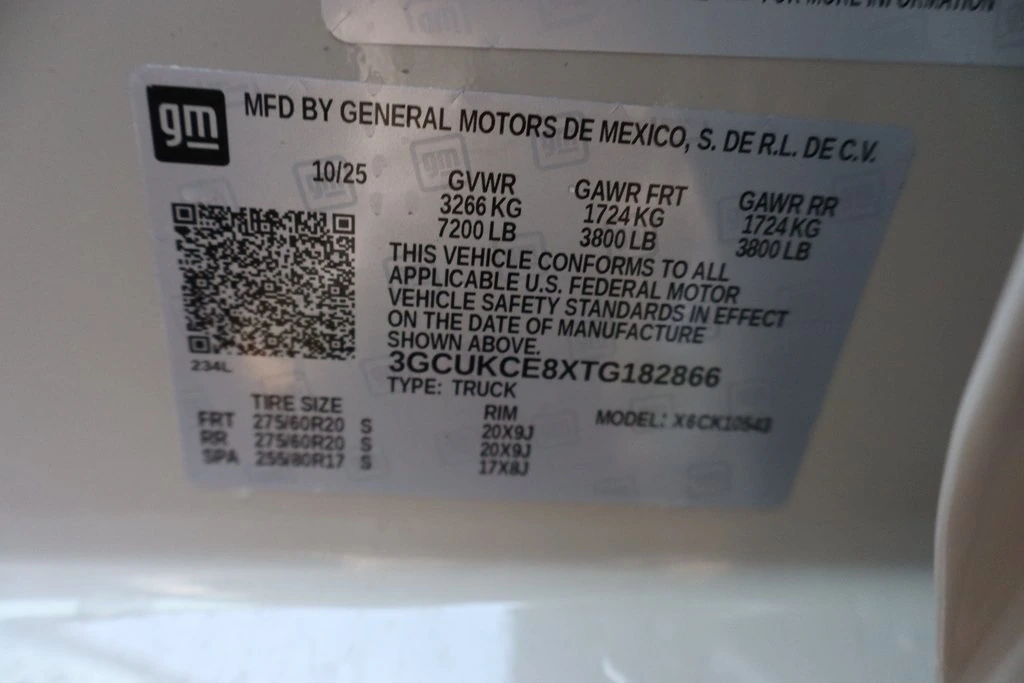 FOR MORE INFORMATION
gm
MFD BY GENERAL MOTORS DE MEXICO, S. DE R.L. DE C.V.
10/25
GVWR GAWR FRT GAWR RR
3266 KG 1724 KG 1724 KG
7200 LB 3800 LB 3800 LB
THIS VEHICLE CONFORMS TO ALL
APPLICABLE U.S. FEDERAL MOTOR
VEHICLE SAFETY STANDARDS IN EFFECT
ON THE DATE OF MANUFACTURE
SHOWN ABOVE.
3GCUKCE8XTG182866
TYPE: TRUCK
234L
TIRE SIZE RIM MODEL: X6CK10543
FRT 275/60R20 S 20X9J
RR 275/60R20 S 20X9J
SPA 255/80R17 S 17X8J